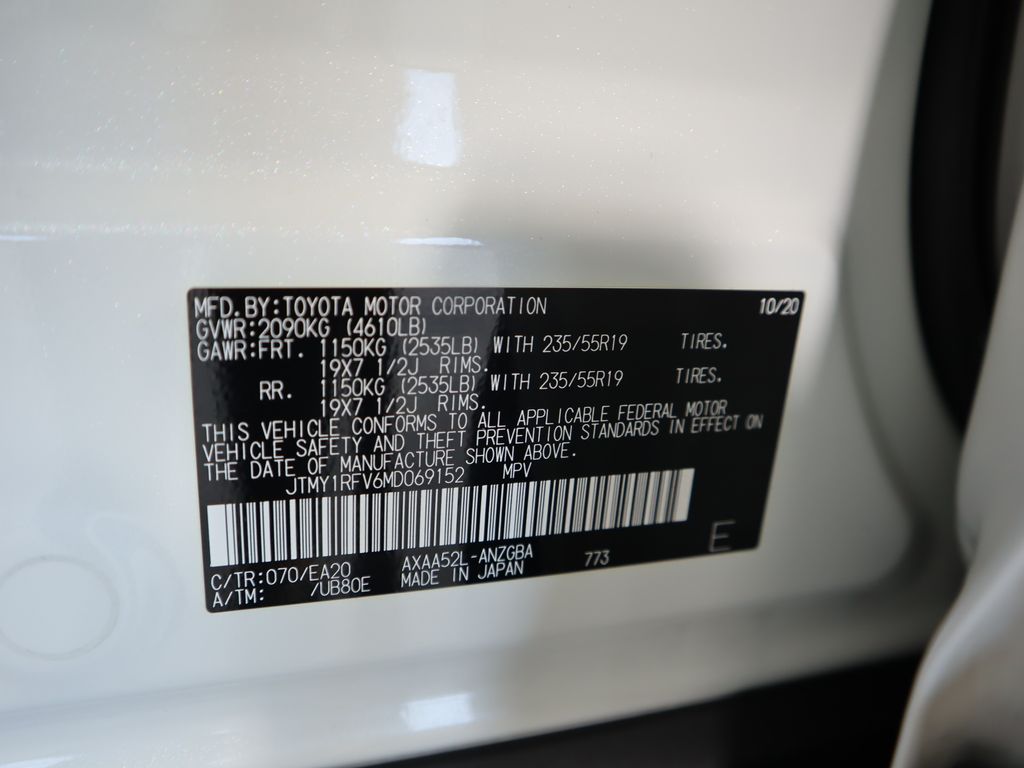 MFD.BY:TOYOTA MOTOR CORPORATION 10/20
GVWR:2090KG (4610LB)
GAWR:FRT. 1150KG (2535LB) WITH 235/55R19 TIRES.
19X7 1/2J RIMS.
RR. 1150KG (2535LB) WITH 235/55R19 TIRES.
19X7 1/2J RIMS.
THIS VEHICLE CONFORMS TO ALL APPLICABLE FEDERAL MOTOR
VEHICLE SAFETY AND THEFT PREVENTION STANDARDS IN EFFECT ON
THE DATE OF MANUFACTURE SHOWN ABOVE.
JTMY1RFV6MD069152 MPV
E
C/TR:070/EA20 AXAA52L-ANZGBA 773
A/TM: /UB80E MADE IN JAPAN